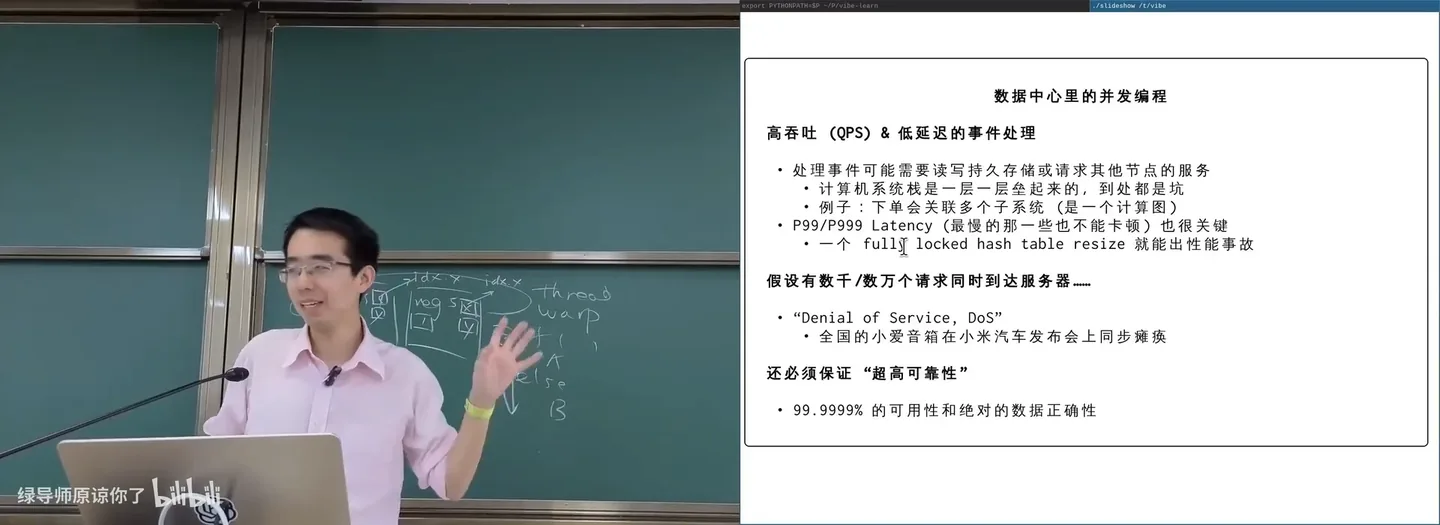 export PYTHONPATH=$P ~/P/vibe-learn
./slideshow /t/vibe
数据中心里的并发编程
高吞吐 (QPS) & 低延迟的事件处理
• 处理事件可能需要读写持久存储或请求其他节点的服务
• 计算机系统栈是一层一层垒起来的, 到处都是坑
• 例子：下单会关联多个子系统 (是一个计算图)
• P99/P999 Latency (最慢的那一些也不能卡顿) 也很关键
• 一个 fully locked hash table resize 就能出性能事故
假设有数千/数万个请求同时到达服务器……
• “Denial of Service, DoS”
• 全国的小爱音箱在小米汽车发布会上同步瘫痪
还必须保证 “超高可靠性”
• 99.9999% 的可用性和绝对的数据正确性
idx.x
idx.x
reg
thread
warp
A
else
B
绿导师原谅你了
bilibili